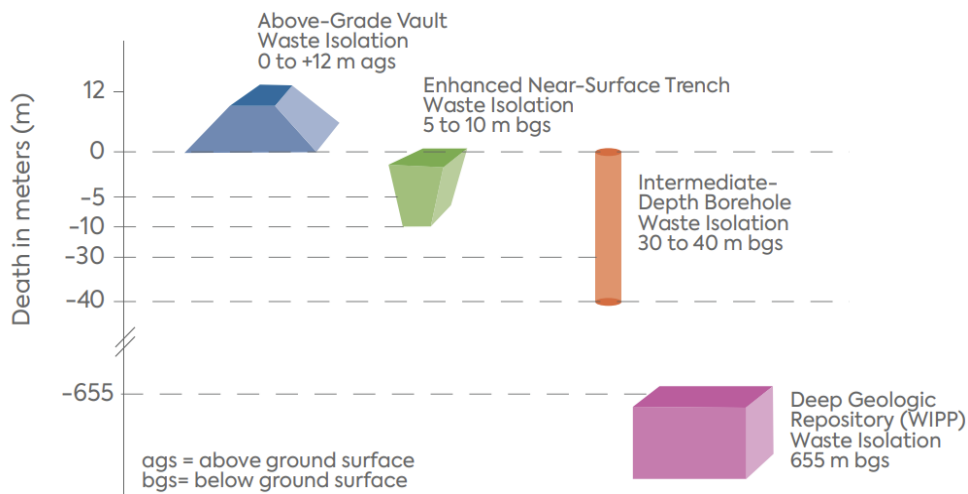 Above-Grade Vault
Waste Isolation
0 to +12 m ags
Enhanced Near-Surface Trench
Waste Isolation
5 to 10 m bgs
Intermediate-
Depth Borehole
Waste Isolation
30 to 40 m bgs
Death in meters (m)
12
0
-5
-10
-30
-40
-655
Deep Geologic
Repository (WIPP)
Waste Isolation
655 m bgs
ags = above ground surface
bgs= below ground surface